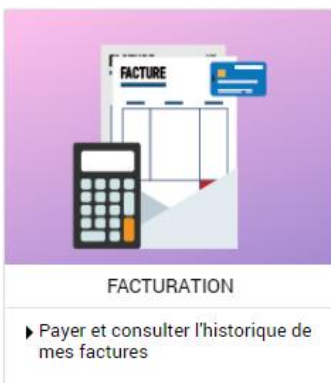 FACTURE
FACTURATION
Payer et consulter l'historique de
mes factures